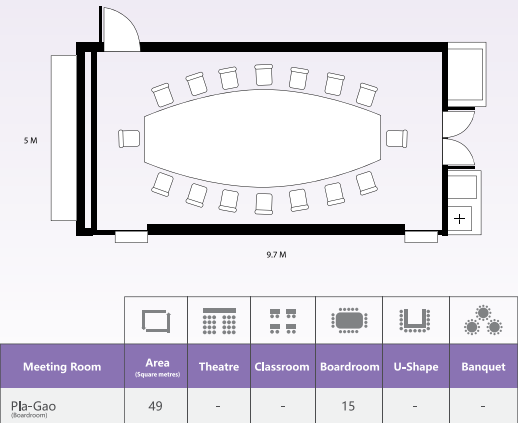 5 M
9.7 M
Meeting Room Area (Square metres) Theatre Classroom Boardroom U-Shape Banquet
Pla-Gao (Boardroom) 49 - - 15 - -